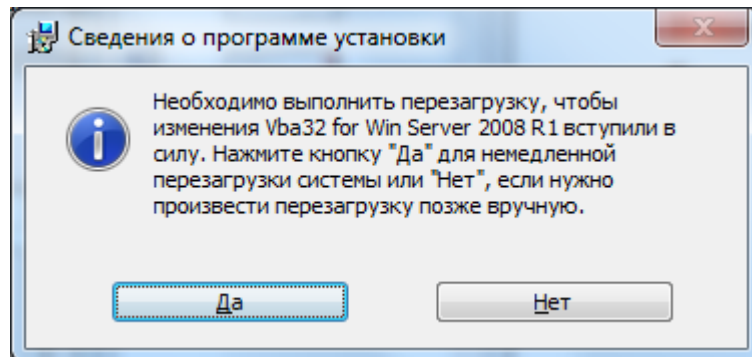 Сведения о программе установки
Необходимо выполнить перезагрузку, чтобы
изменения Vba32 for Win Server 2008 R1 вступили в
силу. Нажмите кнопку "Да" для немедленной
перезагрузки системы или "Нет", если нужно
произвести перезагрузку позже вручную.
Да
Нет